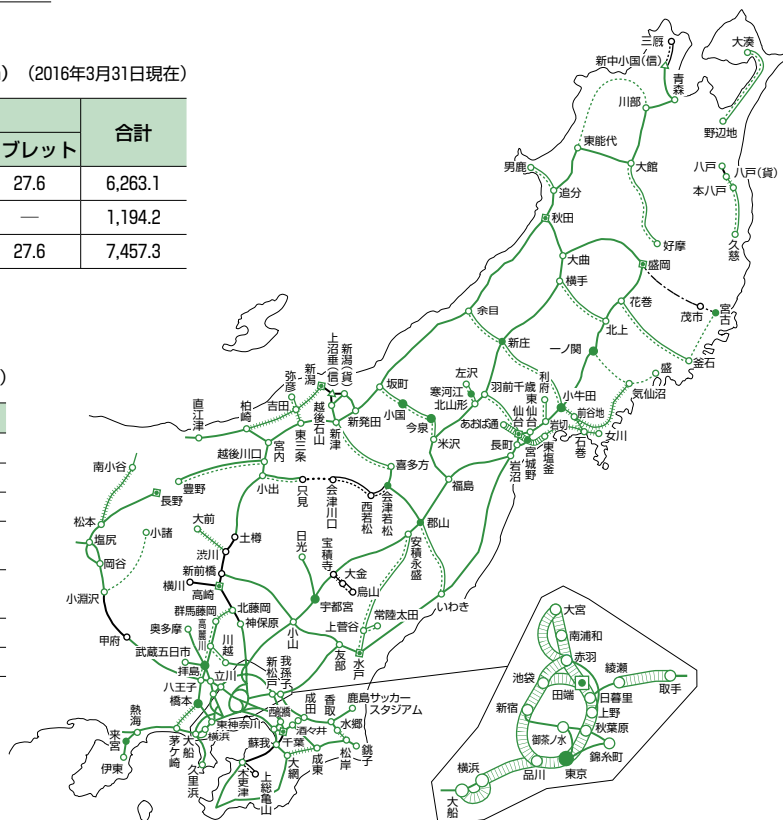 ）（2016年3月31日現在）
ブレット
合計
27.6
6,263.1
—
1,194.2
27.6
7,457.3
）
三厩
大湊
新中小国(信)
青森
川部
野辺地
東能代
大館
男鹿
八戸
八戸(貨)
本八戸
追分
秋田
久慈
好摩
大曲
盛岡
横手
花巻
茂市
宮古
余目
北上
新庄
一ノ関
釜石
盛
気仙沼
左沢
寒河江
北山形
羽前千歳
利府
東仙台
仙台
小牛田
前谷地
あおば通
岩切
女川
石巻
長町
宮城野
東塩釜
岩沼
新潟(貨)
上沼垂(信)
新潟
弥彦
吉田
越後石山
坂町
小国
今泉
米沢
直江津
柏崎
新発田
新津
東三条
宮内
越後川口
喜多方
福島
南小谷
豊野
長野
小出
只見
会津川口
西若松
会津若松
郡山
安積永盛
いわき
松本
塩尻
岡谷
小淵沢
小諸
大前
土樽
渋川
新前橋
横川
高崎
日光
宝積寺
大金
烏山
宇都宮
常陸太田
上菅谷
水戸
甲府
群馬藤岡
北藤岡
神保原
小山
友部
奥多摩
高麗川
川越
武蔵五日市
拝島
立川
新松戸
我孫子
八王子
橋本
熱海
来宮
伊東
茅ケ崎
大船
横浜
東神奈川
久里浜
西船橋
成田
香取
鹿島サッカー
スタジアム
水郷
酒々井
千葉
蘇我
成東
松岸
銚子
大網
木更津
上総亀山
大宮
南浦和
赤羽
綾瀬
取手
池袋
田端
日暮里
上野
新宿
秋葉原
御茶ノ水
錦糸町
横浜
品川
東京
大船